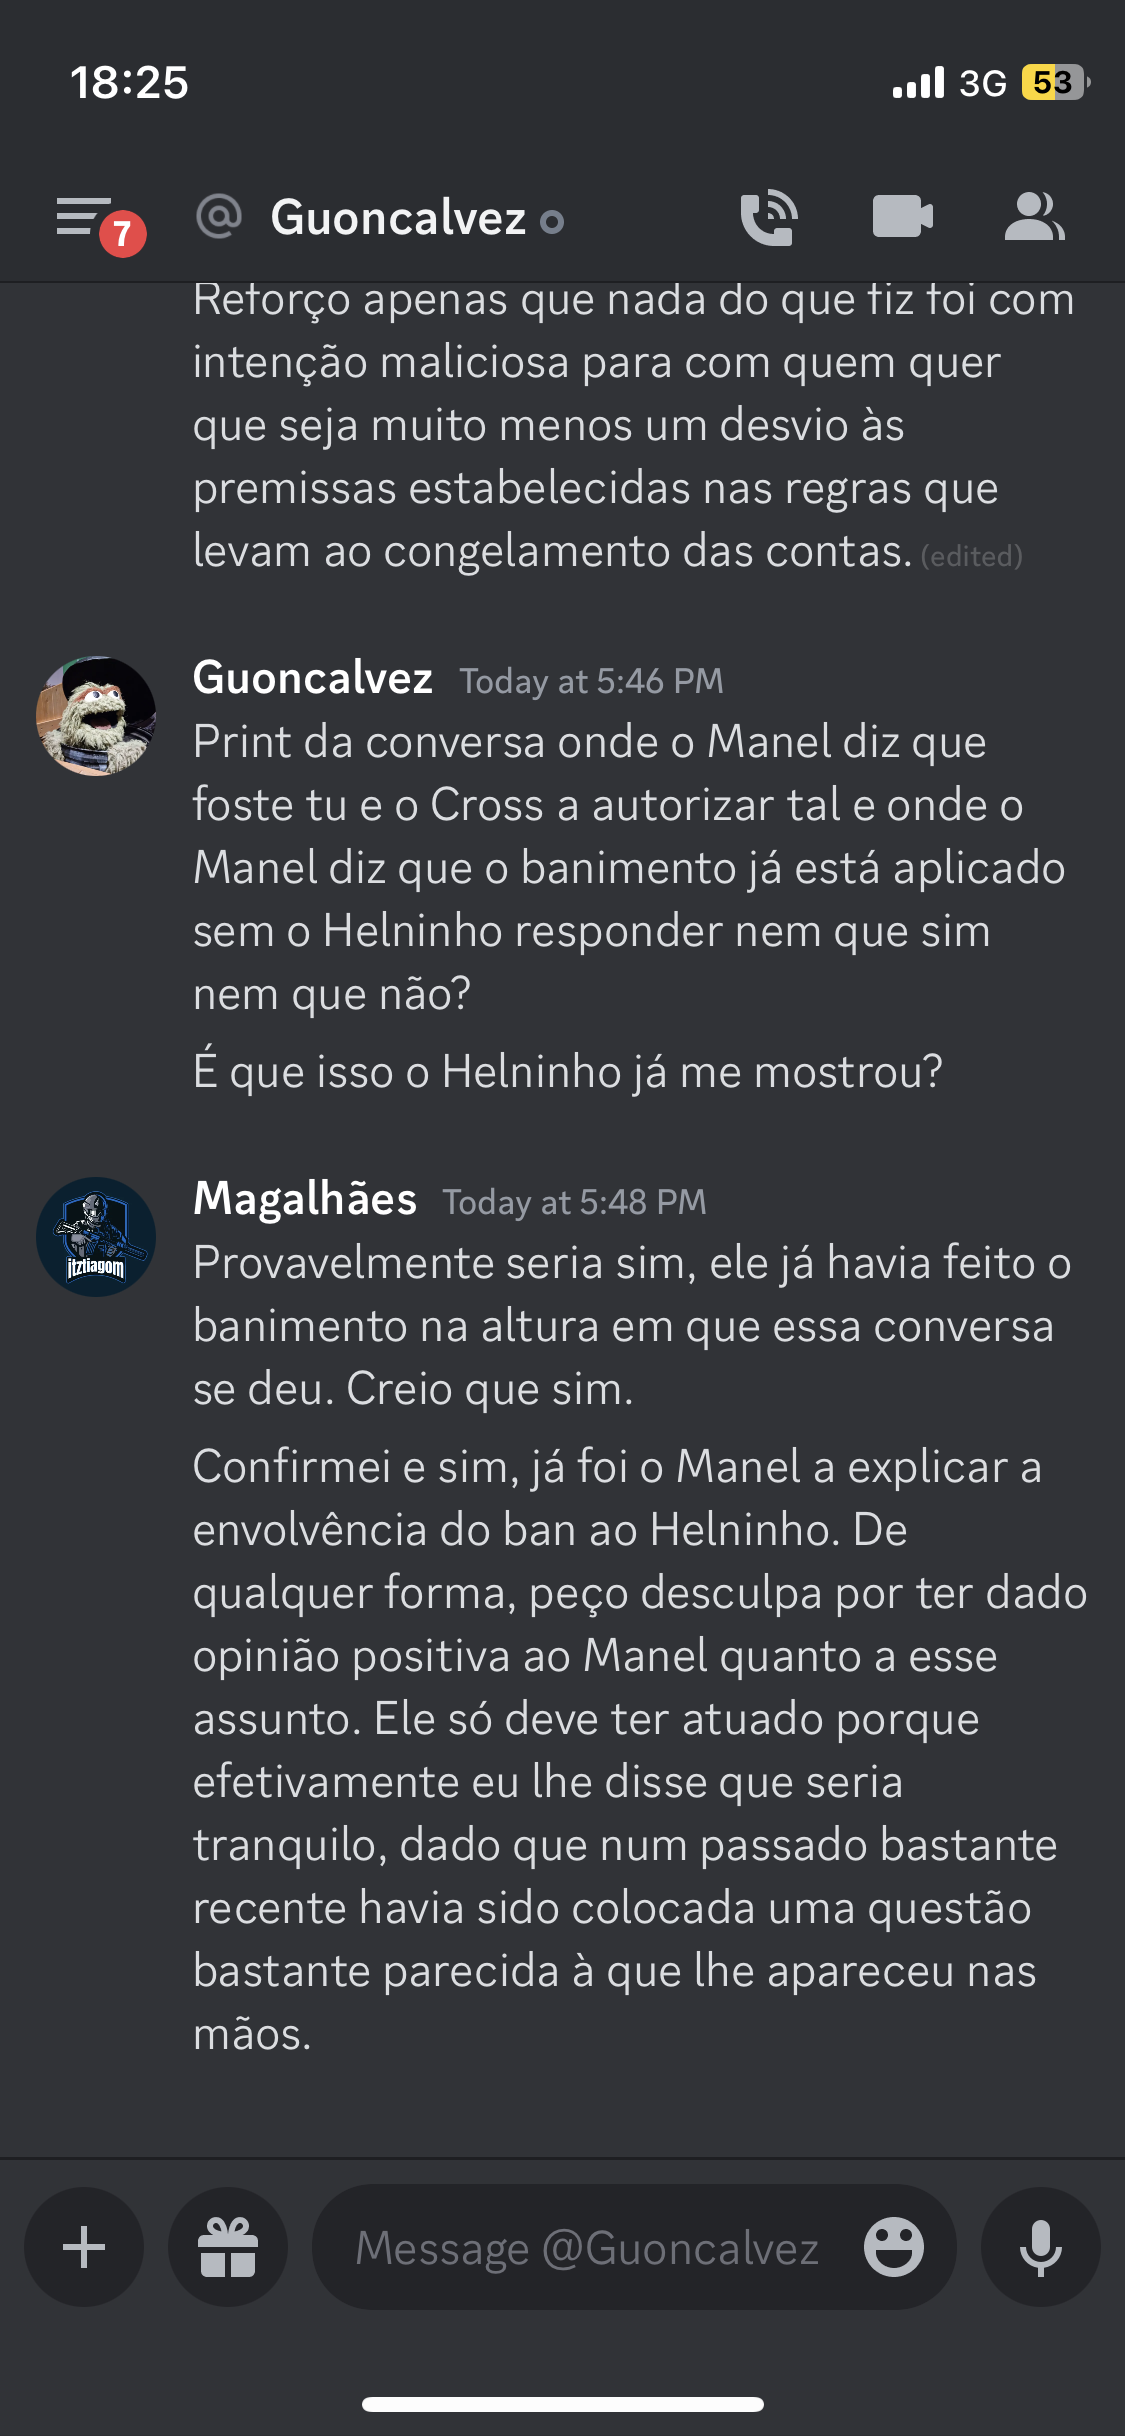 18:25
3G
53
7
@ Guoncalvez
Reforço apenas que nada do que fiz foi com
intenção maliciosa para com quem quer
que seja muito menos um desvio às
premissas estabelecidas nas regras que
levam ao congelamento das contas. (edited)
Guoncalvez Today at 5:46 PM
Print da conversa onde o Manel diz que
foste tu e o Cross a autorizar tal e onde o
Manel diz que o banimento já está aplicado
sem o Helninho responder nem que sim
nem que não?
É que isso o Helninho já me mostrou?
Magalhães Today at 5:48 PM
itztiagom
Provavelmente seria sim, ele já havia feito o
banimento na altura em que essa conversa
se deu. Creio que sim.
Confirmei e sim, já foi o Manel a explicar a
envolvência do ban ao Helninho. De
qualquer forma, peço desculpa por ter dado
opinião positiva ao Manel quanto a esse
assunto. Ele só deve ter atuado porque
efetivamente eu lhe disse que seria
tranquilo, dado que num passado bastante
recente havia sido colocada uma questão
bastante parecida à que lhe apareceu nas
mãos.
Message @Guoncalvez